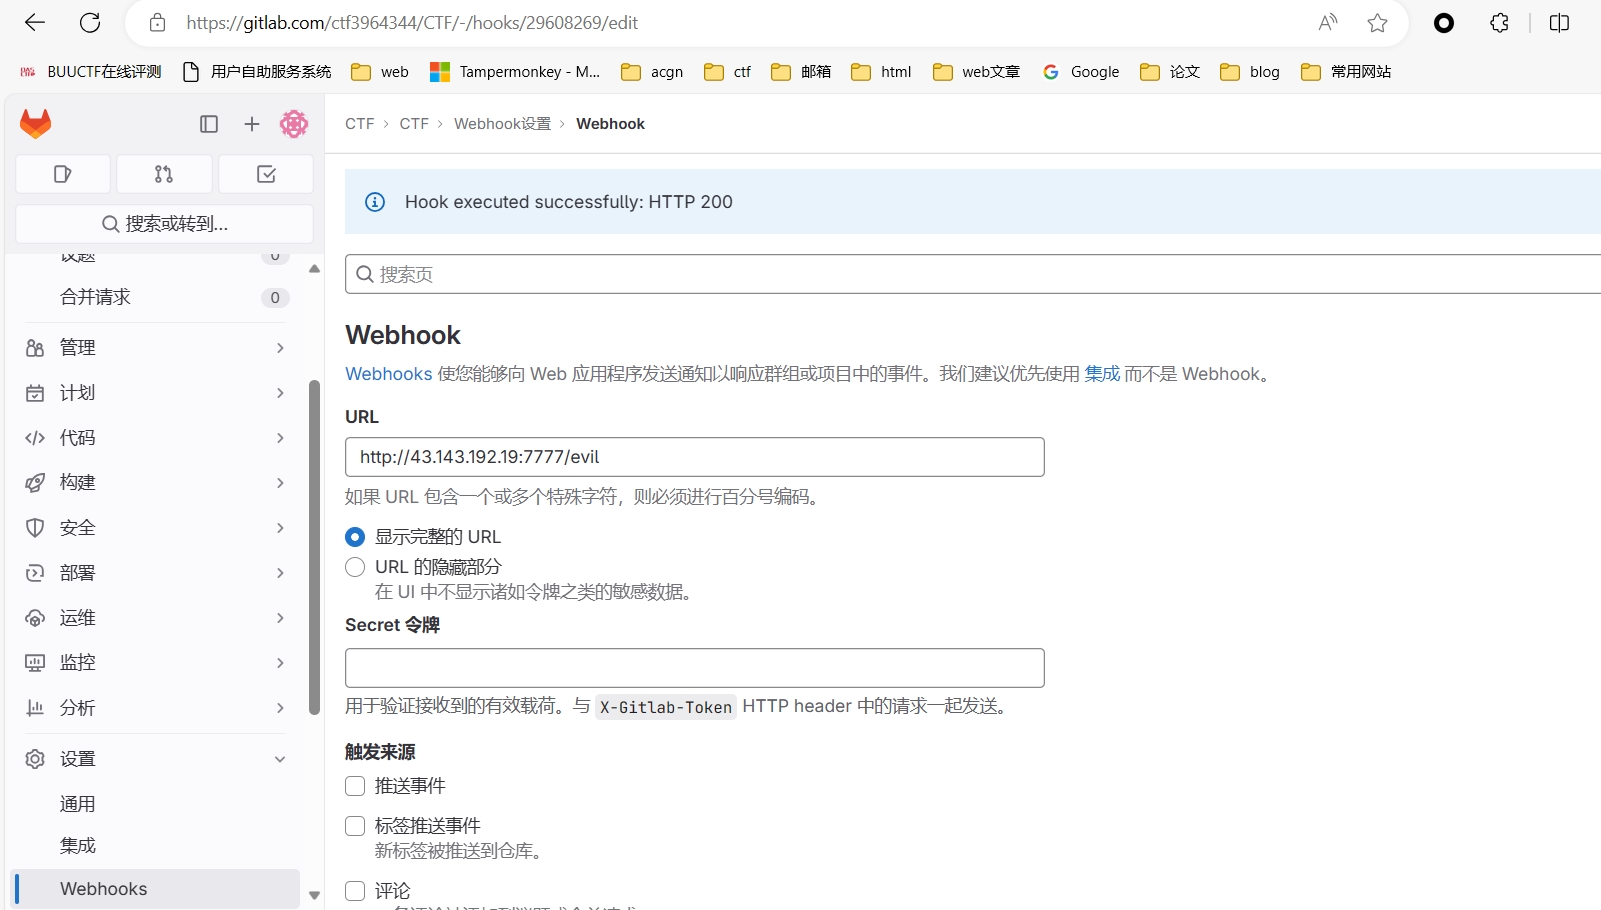 https://gitlab.com/ctf3964344/CTF/-/hooks/29608269/edit
BUUCTF在线评测
用户自助服务系统
web
Tampermonkey - M...
acgn
ctf
邮箱
html
web文章
Google
论文
blog
常用网站
CTF > CTF > Webhook设置 > Webhook
搜索或转到...
议题 0
合并请求 0
管理
计划
代码
构建
安全
部署
运维
监控
分析
设置
通用
集成
Webhooks
Hook executed successfully: HTTP 200
搜索页
Webhook
Webhooks 使您能够向 Web 应用程序发送通知以响应群组或项目中的事件。我们建议优先使用 集成 而不是 Webhook。
URL
http://43.143.192.19:7777/evil
如果 URL 包含一个或多个特殊字符，则必须进行百分号编码。
显示完整的 URL
URL 的隐藏部分
在 UI 中不显示诸如令牌之类的敏感数据。
Secret 令牌
用于验证接收到的有效载荷。与 X-Gitlab-Token HTTP header 中的请求一起发送。
触发来源
推送事件
标签推送事件
新标签被推送到仓库。
评论